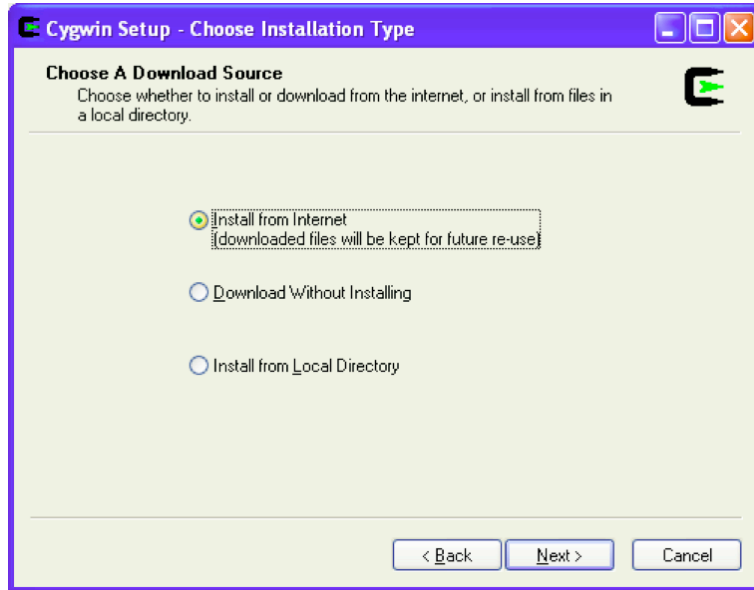 Cygwin Setup - Choose Installation Type
Choose A Download Source
Choose whether to install or download from the internet, or install from files in
a local directory.
Install from Internet
(downloaded files will be kept for future re-use)
Download Without Installing
Install from Local Directory
< Back
Next >
Cancel